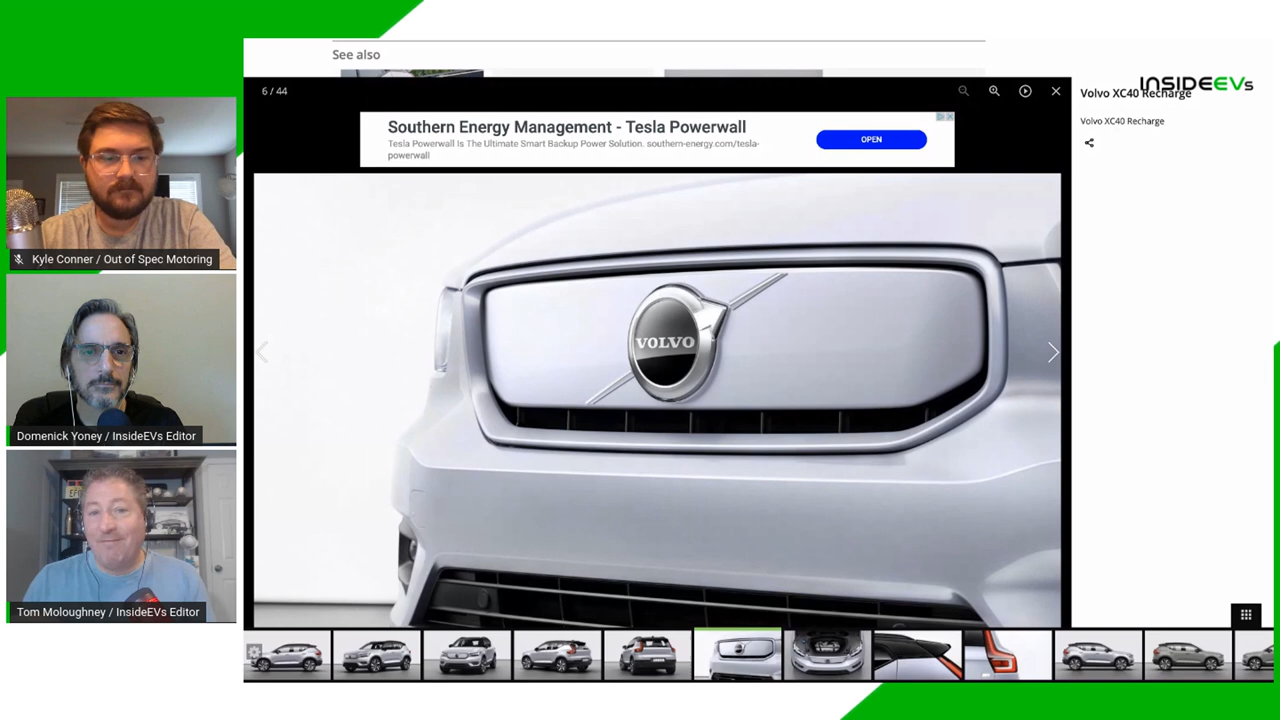 See also
6 / 44
INSIDEEVs
Volvo XC40 Recharge
Volvo XC40 Recharge
Southern Energy Management - Tesla Powerwall
Tesla Powerwall Is The Ultimate Smart Backup Power Solution. southern-energy.com/tesla-
powerwall
OPEN
VOLVO
Kyle Conner / Out of Spec Motoring
Domenick Yoney / InsideEVs Editor
Tom Moloughney / InsideEVs Editor